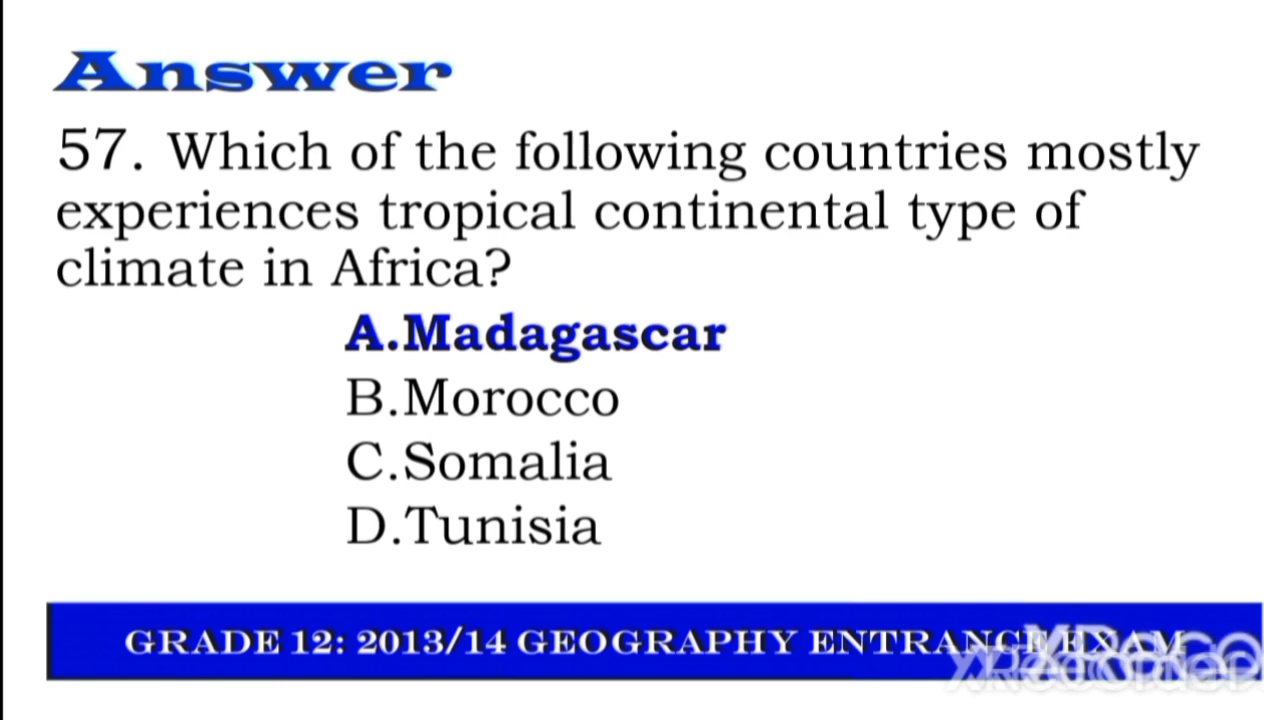 Answer
57. Which of the following countries mostly
experiences tropical continental type of
climate in Africa?
A.Madagascar
B.Morocco
C.Somalia
D.Tunisia
GRADE 12: 2013/14 GEOGRAPHY ENTRANCE EXAM